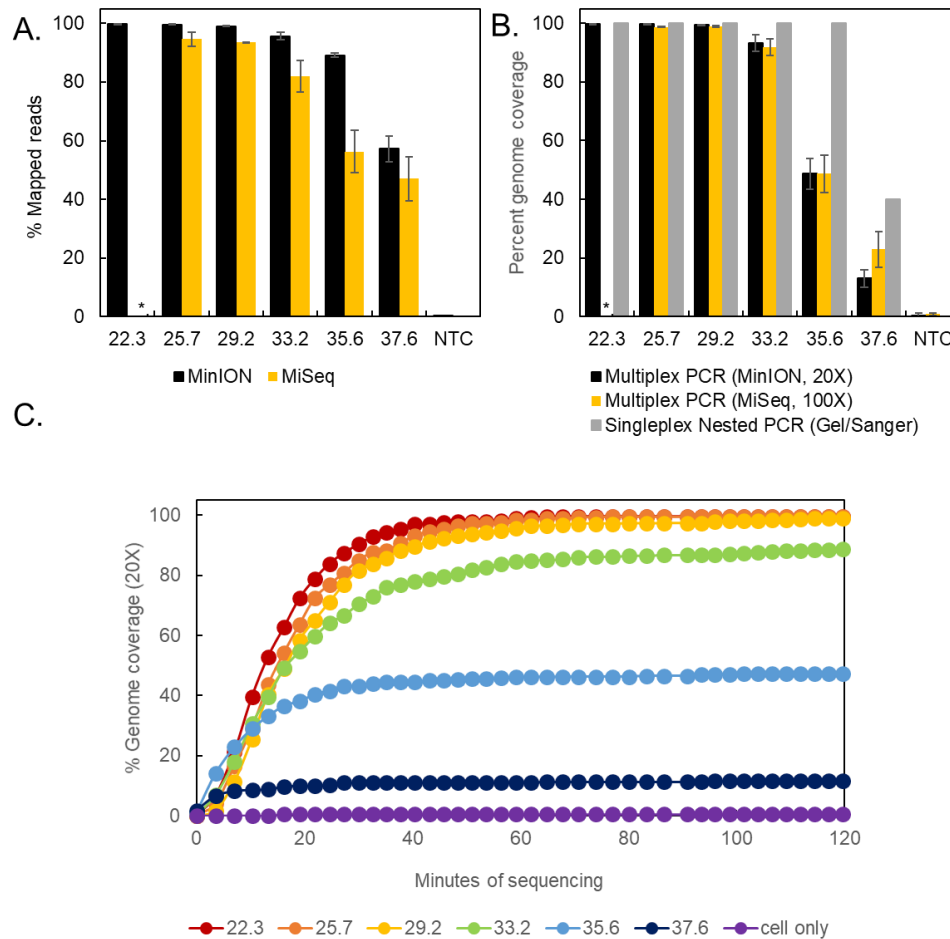 A.
% Mapped reads
100
80
60
40
20
0
*
22.3 25.7 29.2 33.2 35.6 37.6 NTC
MinION MiSeq
B.
Percent genome coverage
100
80
60
40
20
0
*
22.3 25.7 29.2 33.2 35.6 37.6 NTC
Multiplex PCR (MinION, 20X)
Multiplex PCR (MiSeq, 100X)
Singleplex Nested PCR (Gel/Sanger)
C.
% Genome coverage (20X)
100
80
60
40
20
0
0 20 40 60 80 100 120
Minutes of sequencing
22.3 25.7 29.2 33.2 35.6 37.6 cell only